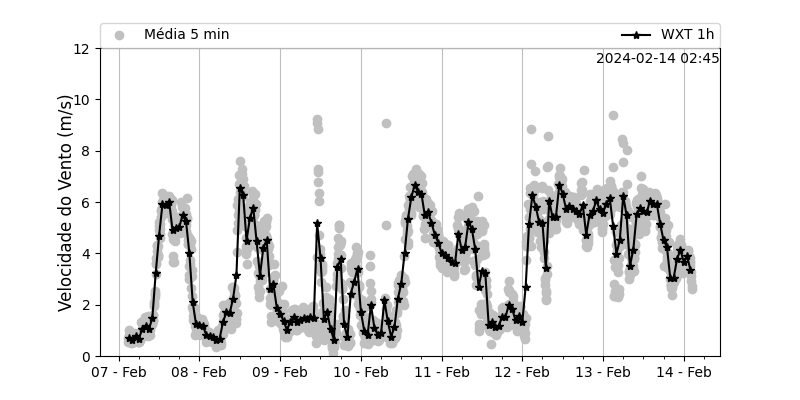 Média 5 min
WXT 1h
2024-02-14 02:45
Velocidade do Vento (m/s)
12
10
8
6
4
2
0
07 - Feb
08 - Feb
09 - Feb
10 - Feb
11 - Feb
12 - Feb
13 - Feb
14 - Feb